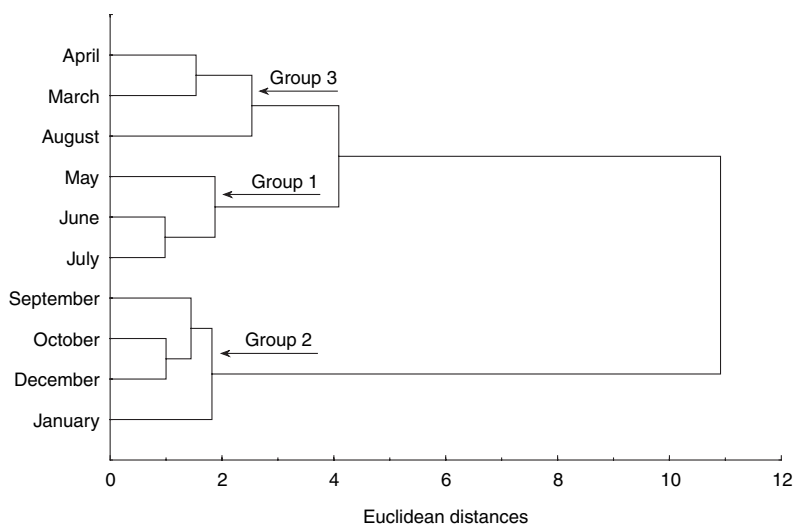 April
Group 3
March
August
May
Group 1
June
July
September
October
Group 2
December
January
0 2 4 6 8 10 12
Euclidean distances